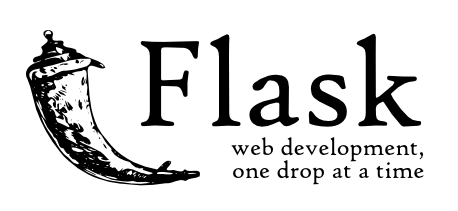 Flask
web development,
one drop at a time